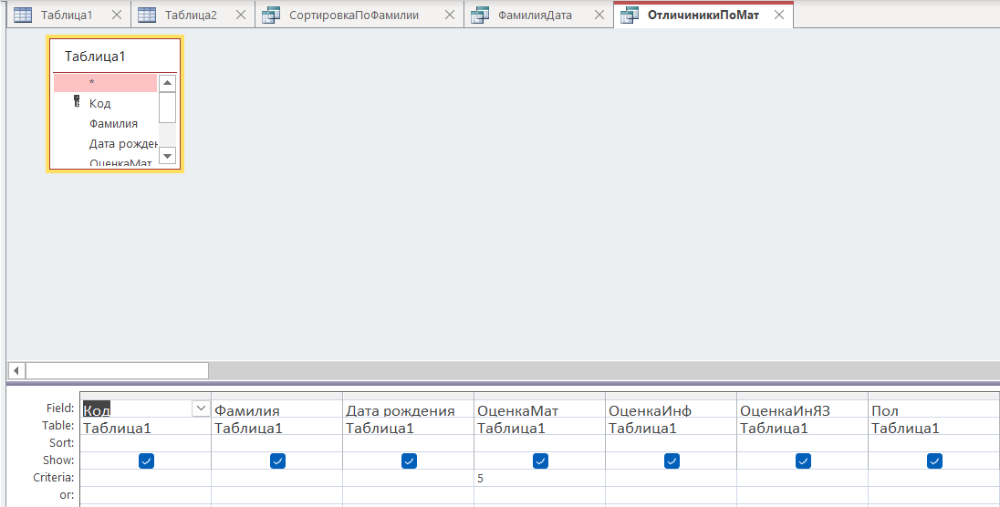 Таблица1 Таблица2 СортировкаПоФамилии ФамилияДата ОтличиникиПоМат
Таблица1
*
Код
Фамилия
Дата рожден
ОценкаМат
Field: Код Фамилия Дата рождения ОценкаМат ОценкаИнф ОценкаИнЯЗ Пол
Table: Таблица1 Таблица1 Таблица1 Таблица1 Таблица1 Таблица1 Таблица1
Sort:
Show:
Criteria: 5
or: